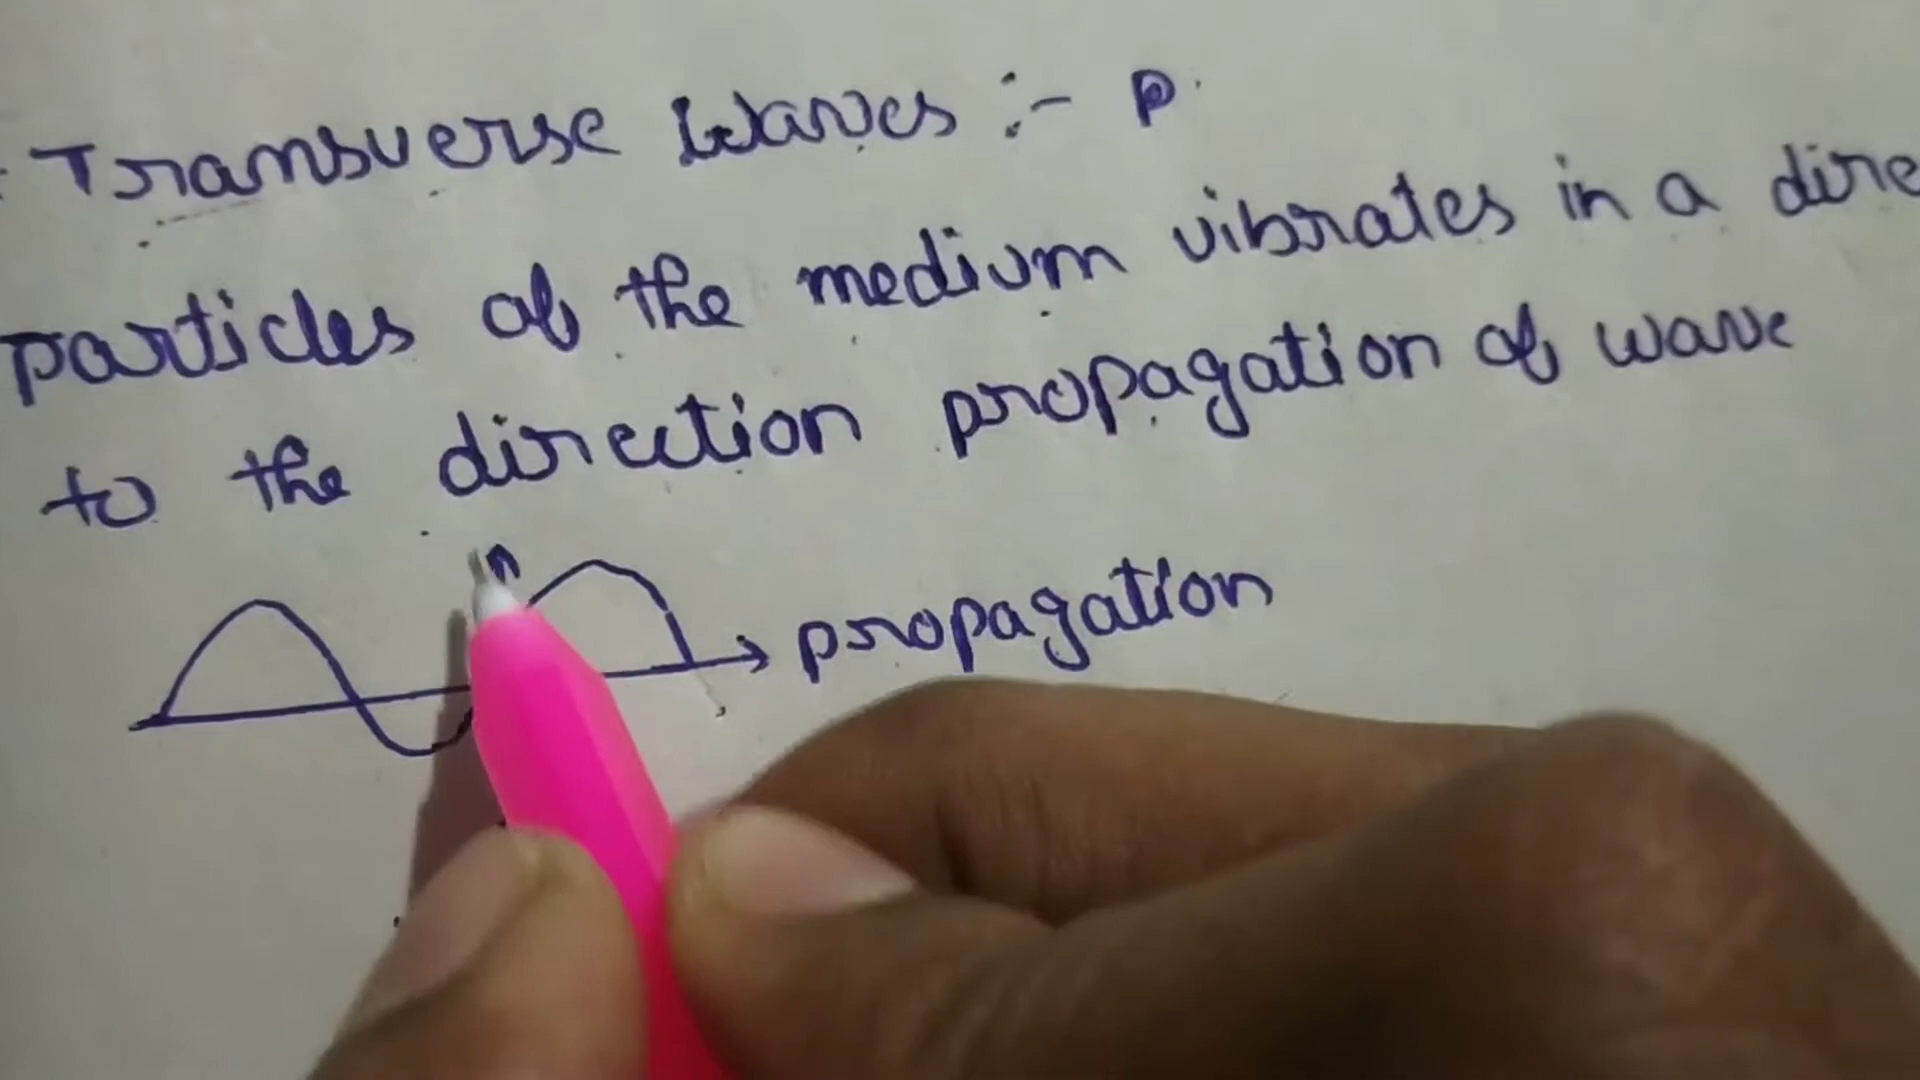 Transverse Waves :- P
particles of the medium vibrates in a dire
to the direction propagation of wave
propagation